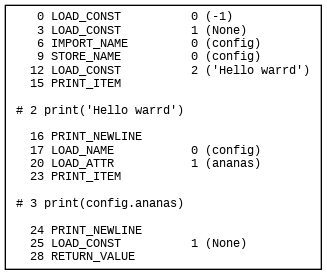 0 LOAD_CONST 0 (-1)
3 LOAD_CONST 1 (None)
6 IMPORT_NAME 0 (config)
9 STORE_NAME 0 (config)
12 LOAD_CONST 2 ('Hello warrd')
15 PRINT_ITEM
# 2 print('Hello warrd')
16 PRINT_NEWLINE
17 LOAD_NAME 0 (config)
20 LOAD_ATTR 1 (ananas)
23 PRINT_ITEM
# 3 print(config.ananas)
24 PRINT_NEWLINE
25 LOAD_CONST 1 (None)
28 RETURN_VALUE